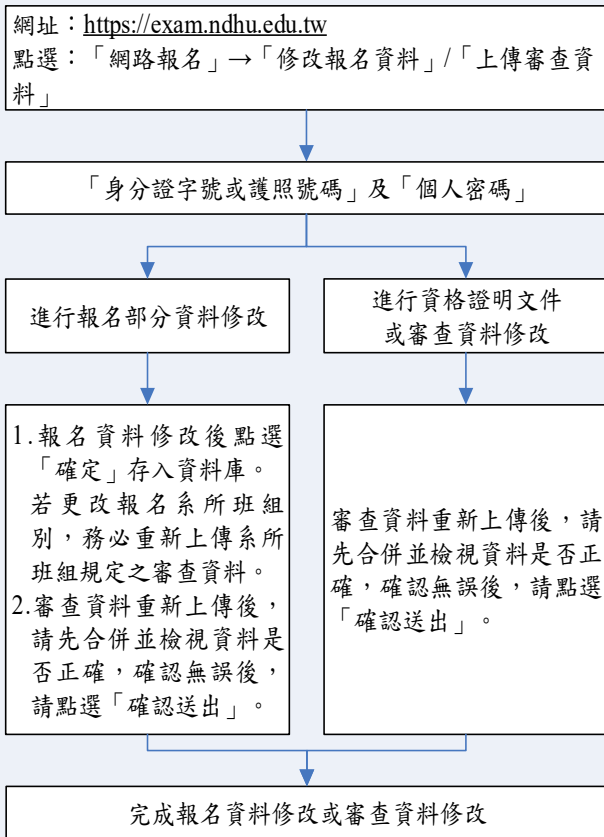 網址：https://exam.ndhu.edu.tw
點選：「網路報名」→「修改報名資料」/「上傳審查資
料」
「身分證字號或護照號碼」及「個人密碼」
進行報名部分資料修改
進行資格證明文件
或審查資料修改
1.報名資料修改後點選
「確定」存入資料庫。
若更改報名系所班組
別，務必重新上傳系所
班組規定之審查資料。
2.審查資料重新上傳後，
請先合併並檢視資料是
否正確，確認無誤後，
請點選「確認送出」。
審查資料重新上傳後，請
先合併並檢視資料是否正
確，確認無誤後，請點選
「確認送出」。
完成報名資料修改或審查資料修改